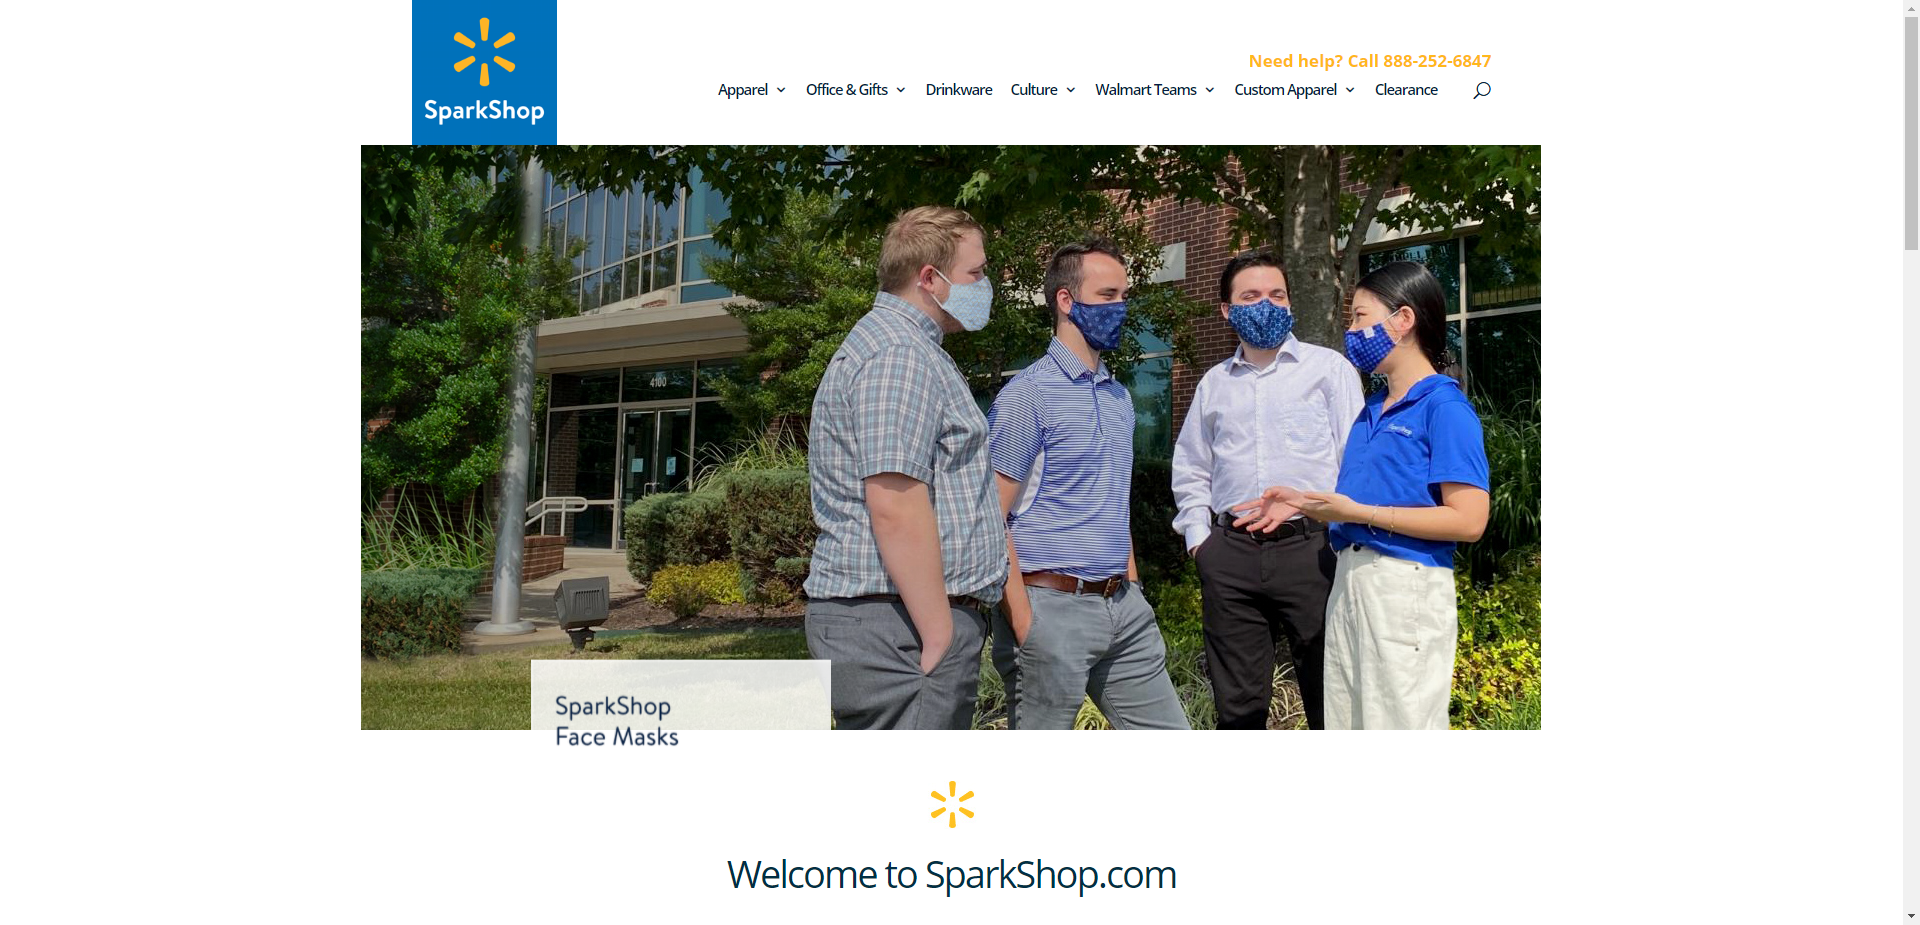 SparkShop
Need help? Call 888-252-6847
Apparel
Office & Gifts
Drinkware
Culture
Walmart Teams
Custom Apparel
Clearance
4100
SparkShop
SparkShop
Face Masks
Welcome to SparkShop.com